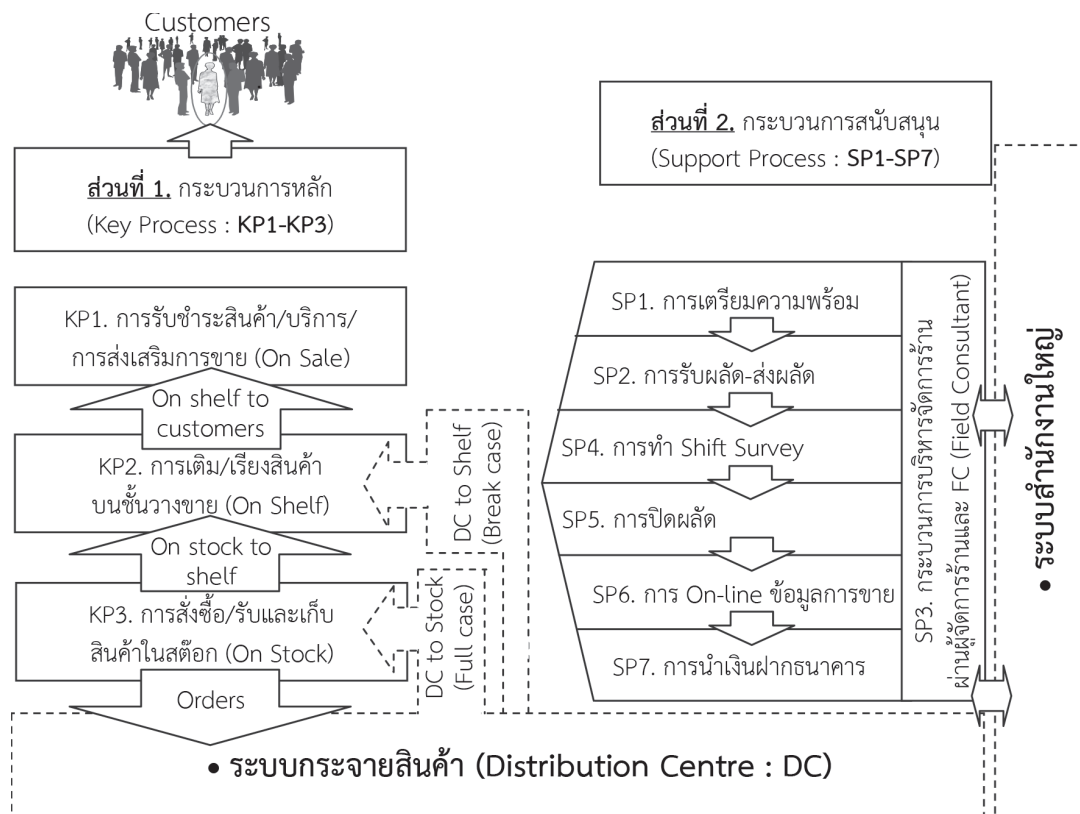 Customers
ส่วนที่ 1. กระบวนการหลัก
(Key Process : KP1-KP3)
KP1. การรับชำระสินค้า/บริการ/
การส่งเสริมการขาย (On Sale)
On shelf to
customers
KP2. การเติม/เรียงสินค้า
บนชั้นวางขาย (On Shelf)
On stock to
shelf
KP3. การสั่งซื้อ/รับและเก็บ
สินค้าในสต๊อก (On Stock)
Orders
DC to Shelf
(Break case)
DC to Stock
(Full case)
ส่วนที่ 2. กระบวนการสนับสนุน
(Support Process : SP1-SP7)
SP1. การเตรียมความพร้อม
SP2. การรับผลัด-ส่งผลัด
SP4. การทำ Shift Survey
SP5. การปิดผลัด
SP6. การ On-line ข้อมูลการขาย
SP7. การนำเงินฝากธนาคาร
SP3. กระบวนการบริหารจัดการร้าน
ผ่านผู้จัดการร้านและ FC (Field Consultant)
• ระบบสำนักงานใหญ่
• ระบบกระจายสินค้า (Distribution Centre : DC)